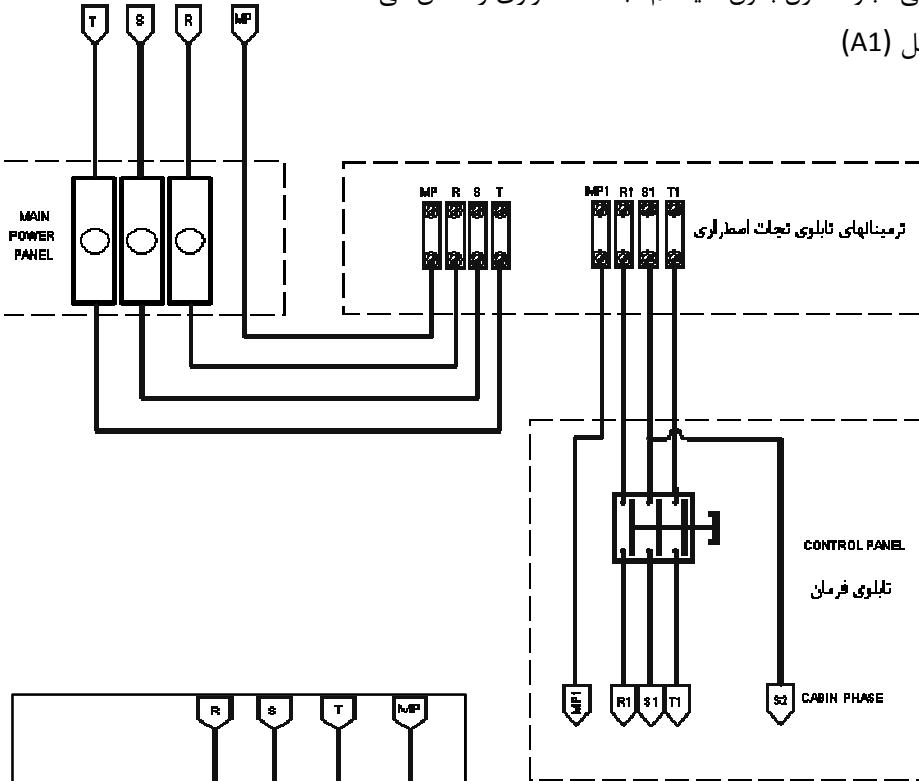 ل (A1)
T S R MP
MAIN
POWER
PANEL
MP R S T
MP1 R1 S1 T1
ترمینالهای تابلوی نجات اضطراری
CONTROL PANEL
تابلوی فرمان
MP1 R1 S1 T1 S2 CABIN PHASE
R S T MP